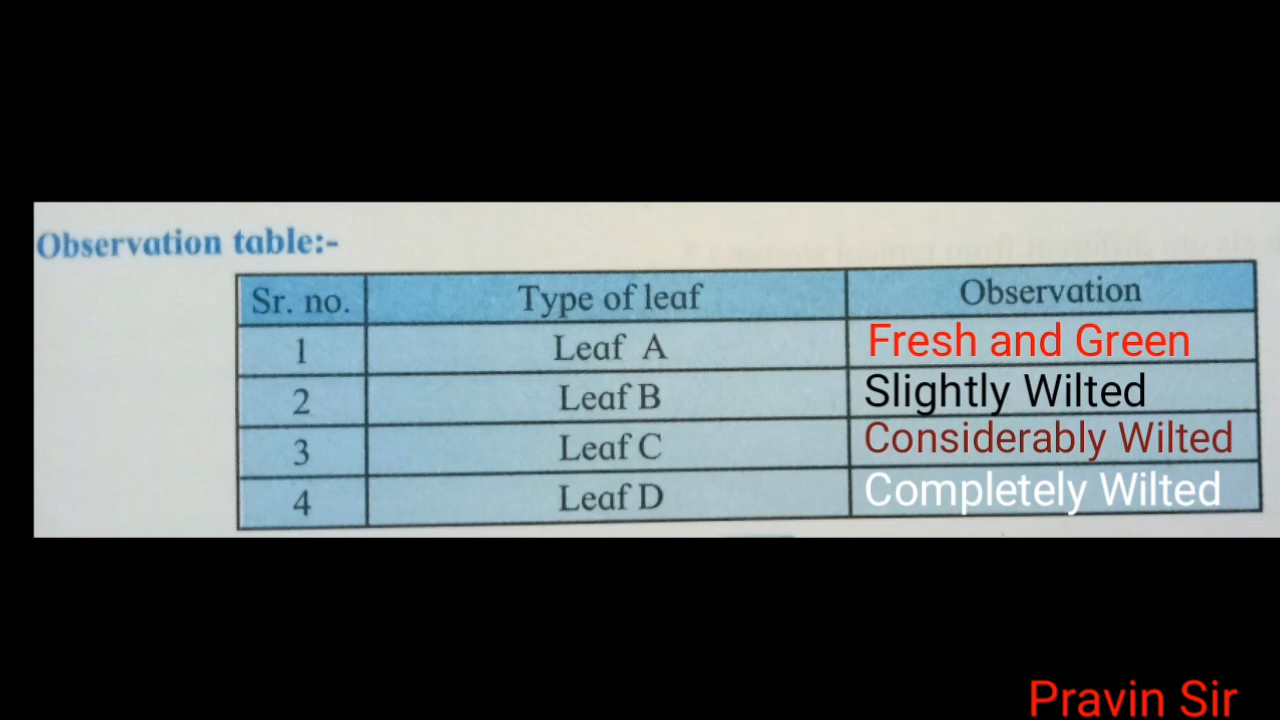 Observation table:-
Sr. no. Type of leaf Observation
1 Leaf A Fresh and Green
2 Leaf B Slightly Wilted
3 Leaf C Considerably Wilted
4 Leaf D Completely Wilted
Pravin Sir